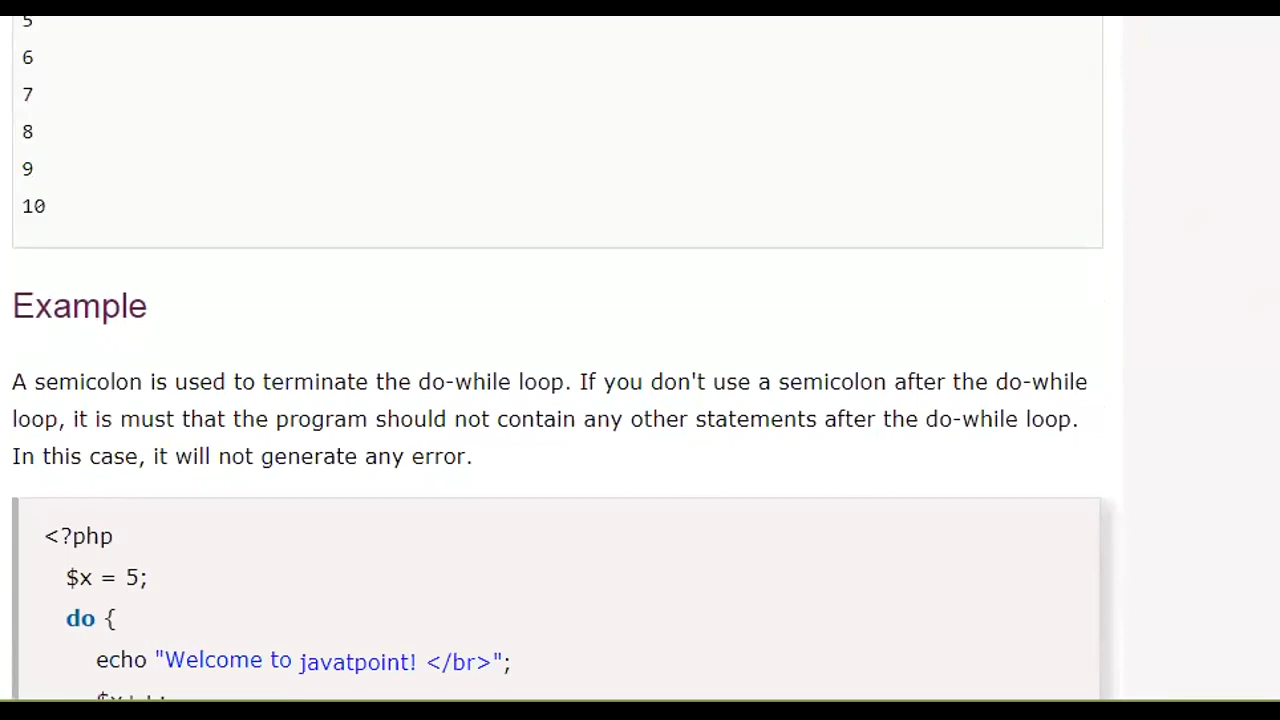 5
6
7
8
9
10
Example
A semicolon is used to terminate the do-while loop. If you don't use a semicolon after the do-while
loop, it is must that the program should not contain any other statements after the do-while loop.
In this case, it will not generate any error.
<?php
$x = 5;
do {
echo "Welcome to javatpoint! </br>";